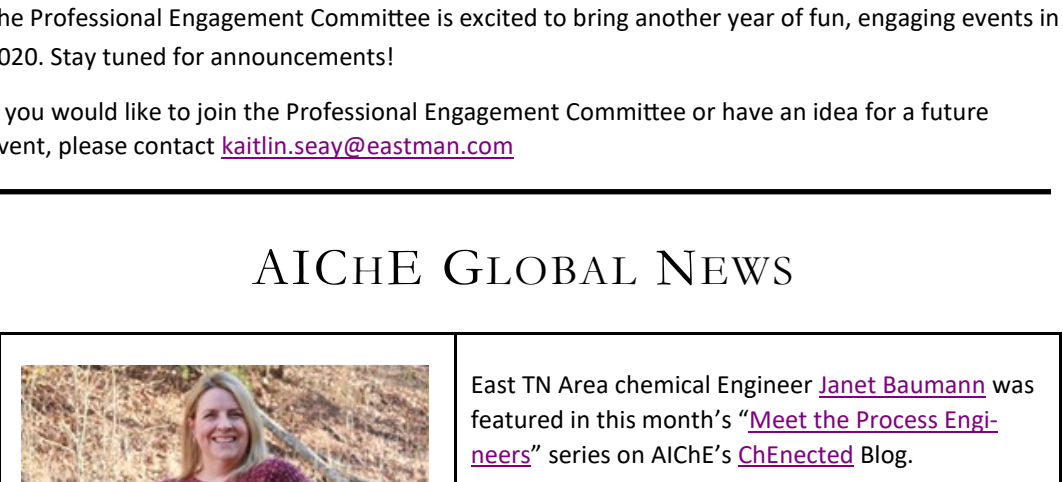 he Professional Engagement Committee is excited to bring another year of fun, engaging events in
020. Stay tuned for announcements!
you would like to join the Professional Engagement Committee or have an idea for a future
vent, please contact kaitlin.seay@eastman.com
AIChE Global News
East TN Area chemical Engineer Janet Baumann was
featured in this month’s “Meet the Process Engi-
neers” series on AIChE’s ChEnected Blog.